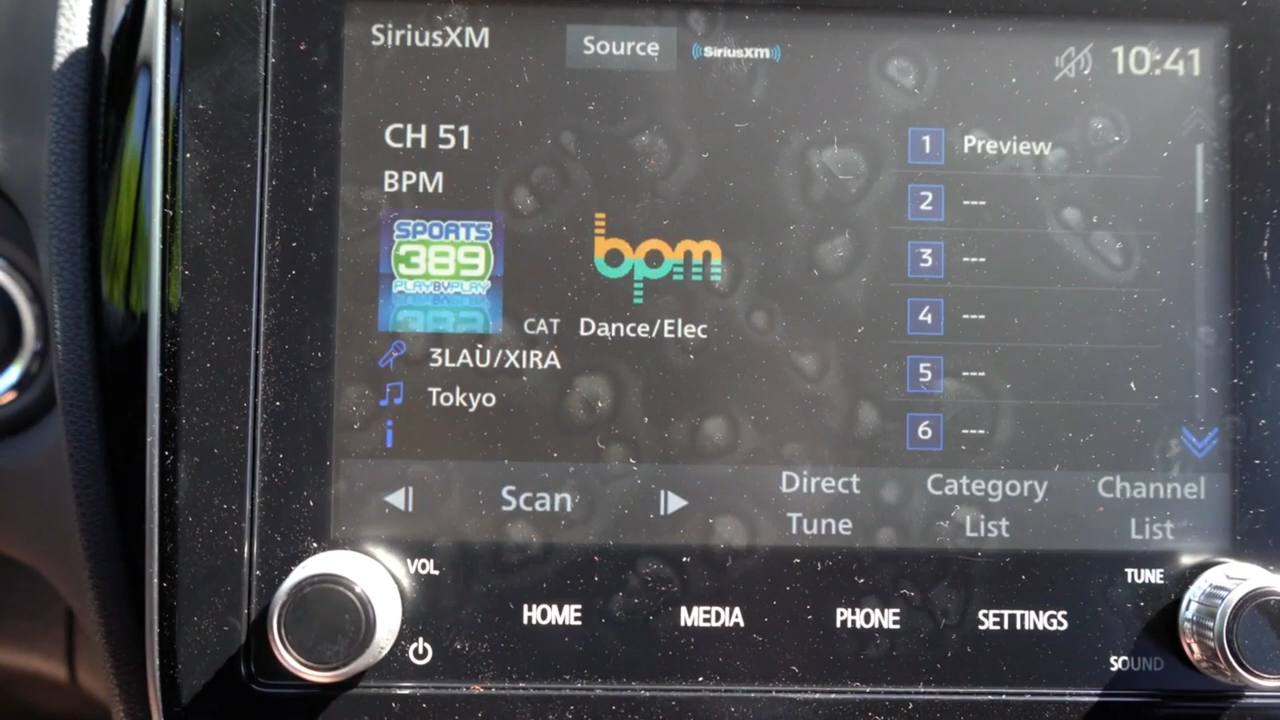 SiriusXM
Source
SiriusXM
10:41
CH 51
BPM
SPORTS
389
PLAY BY PLAY
bpm
CAT Dance/Elec
3LAU/XIRA
Tokyo
i
1 Preview
2 ---
3 ---
4 ---
5 ---
6 ---
Scan
Direct
Tune
Category
List
Channel
List
VOL
HOME
MEDIA
PHONE
SETTINGS
TUNE
SOUND